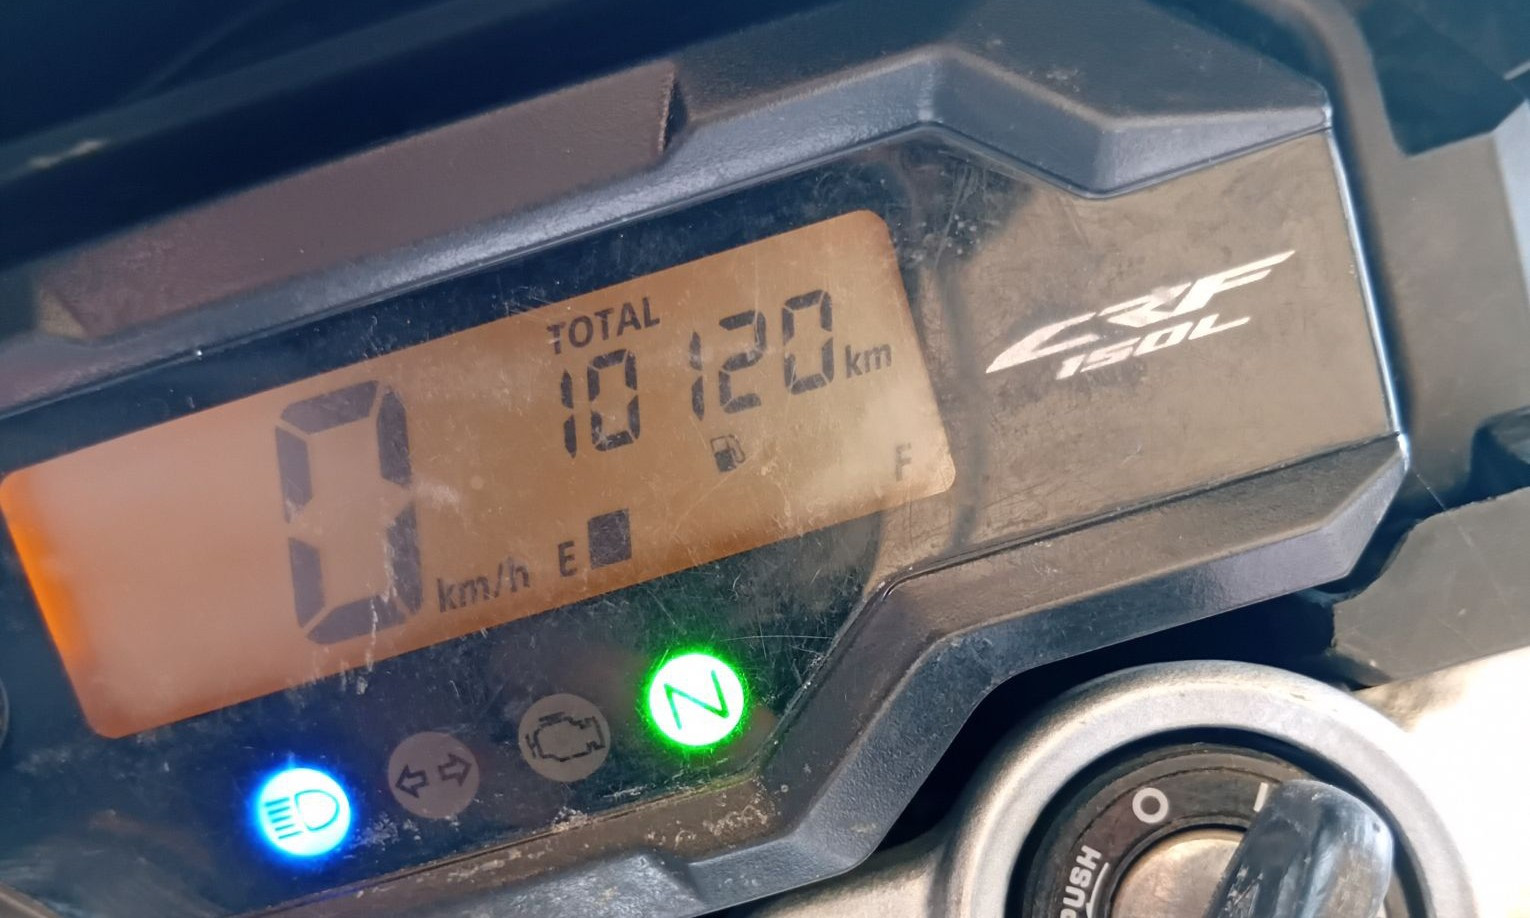 TOTAL
10120 km
CRF
150L
0 km/h
E F
N
O I
PUSH